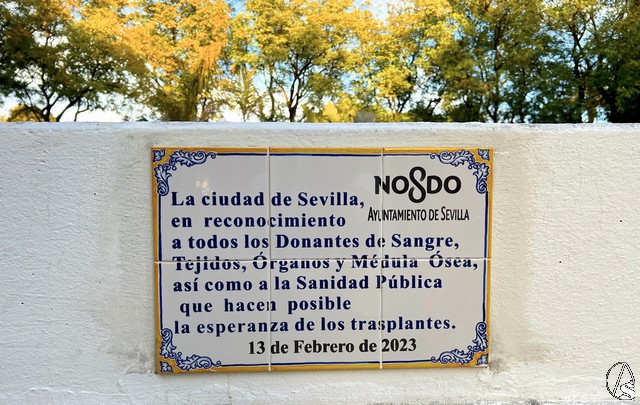 NO8DO
AYUNTAMIENTO DE SEVILLA
La ciudad de Sevilla,
en reconocimiento
a todos los Donantes de Sangre,
Tejidos, Órganos y Médula Ósea,
así como a la Sanidad Pública
que hacen posible
la esperanza de los trasplantes.
13 de Febrero de 2023